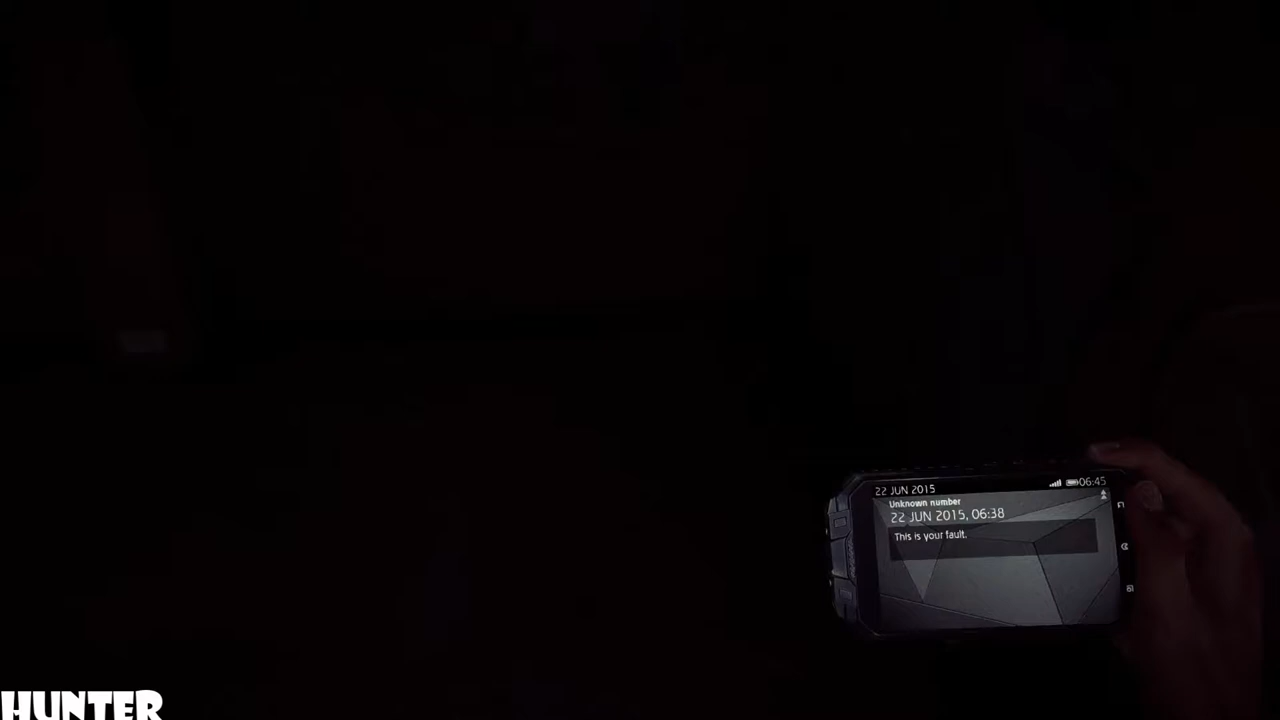 22 JUN 2015 06:45
Unknown number
22 JUN 2015, 06:38
This is your fault.
HUNTER